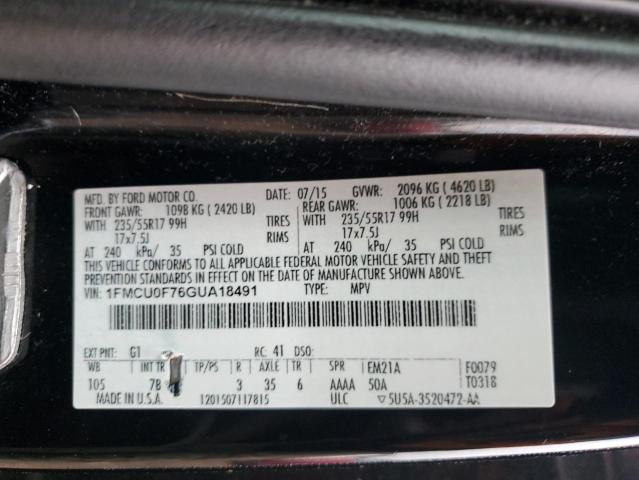 MFD. BY FORD MOTOR CO. DATE: 07/15 GVWR: 2096 KG ( 4620 LB)
FRONT GAWR: 1098 KG ( 2420 LB) REAR GAWR: 1006 KG ( 2218 LB)
WITH 235/55R17 99H TIRES WITH 235/55R17 99H TIRES
17x7.5J RIMS 17x7.5J RIMS
AT 240 kPa/ 35 PSI COLD AT 240 kPa/ 35 PSI COLD
THIS VEHICLE CONFORMS TO ALL APPLICABLE FEDERAL MOTOR VEHICLE SAFETY AND THEFT
PREVENTION STANDARDS IN EFFECT ON THE DATE OF MANUFACTURE SHOWN ABOVE.
VIN: 1FMCU0F76GUA18491 TYPE: MPV
EXT PNT: G1 RC: 41 DSO:
WB INT TR TP/PS R AXLE TR SPR EM21A F0079
105 7B 3 35 6 AAAA 50A T0318
MADE IN U.S.A. 1201507117815 ULC ▽5U5A-3520472-AA